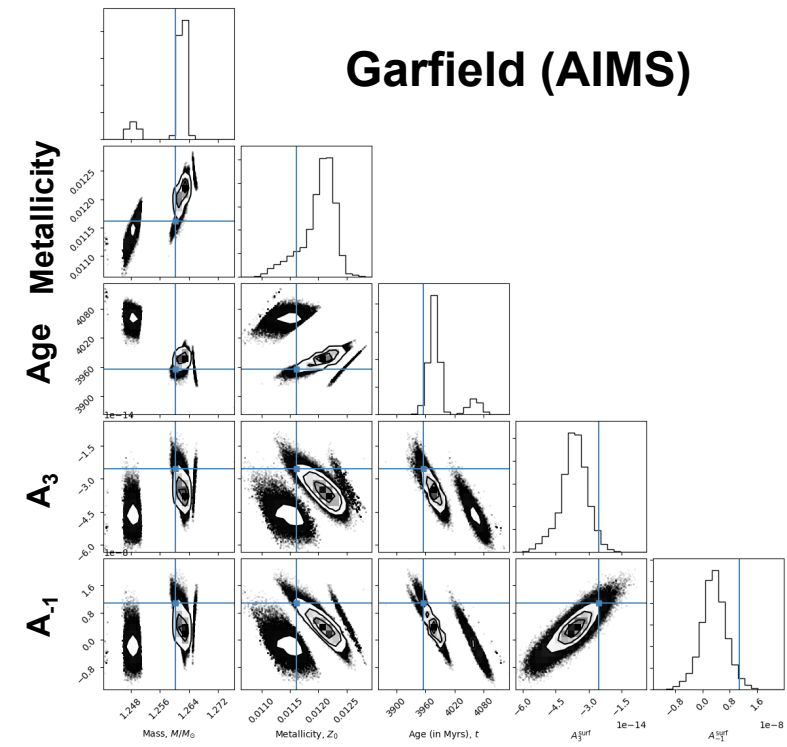 Garfield (AIMS)
Metallicity
0.0125
0.0120
0.0115
0.0110
Age
4080
4020
3960
3900
1e−14
A3
−1.5
−3.0
−4.5
−6.0
1e−8
A-1
1.6
0.8
0.0
−0.8
1.248 1.256 1.264 1.272
0.0110 0.0115 0.0120 0.0125
3900 3960 4020 4080
−6.0 −4.5 −3.0 −1.5
−0.8 0.0 0.8 1.6
1e−14
1e−8
Mass, M/M⊙
Metallicity, Z0
Age (in Myrs), t
A3surf
A−1surf